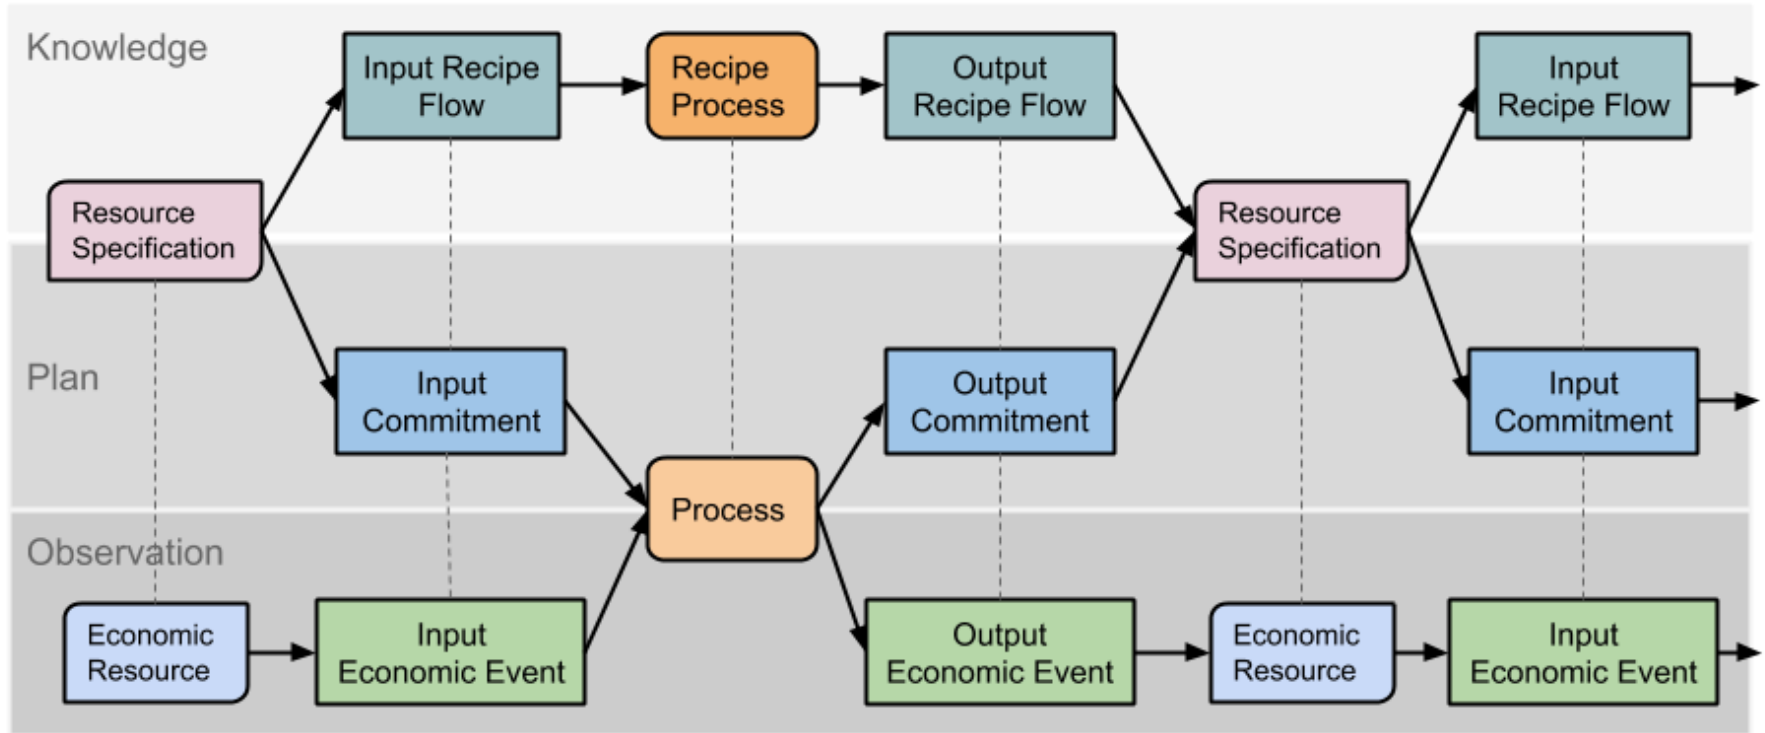 Knowledge
Input Recipe
Flow
Recipe
Process
Output
Recipe Flow
Input
Recipe Flow
Resource
Specification
Resource
Specification
Plan
Input
Commitment
Output
Commitment
Input
Commitment
Process
Observation
Economic
Resource
Input
Economic Event
Output
Economic Event
Economic
Resource
Input
Economic Event